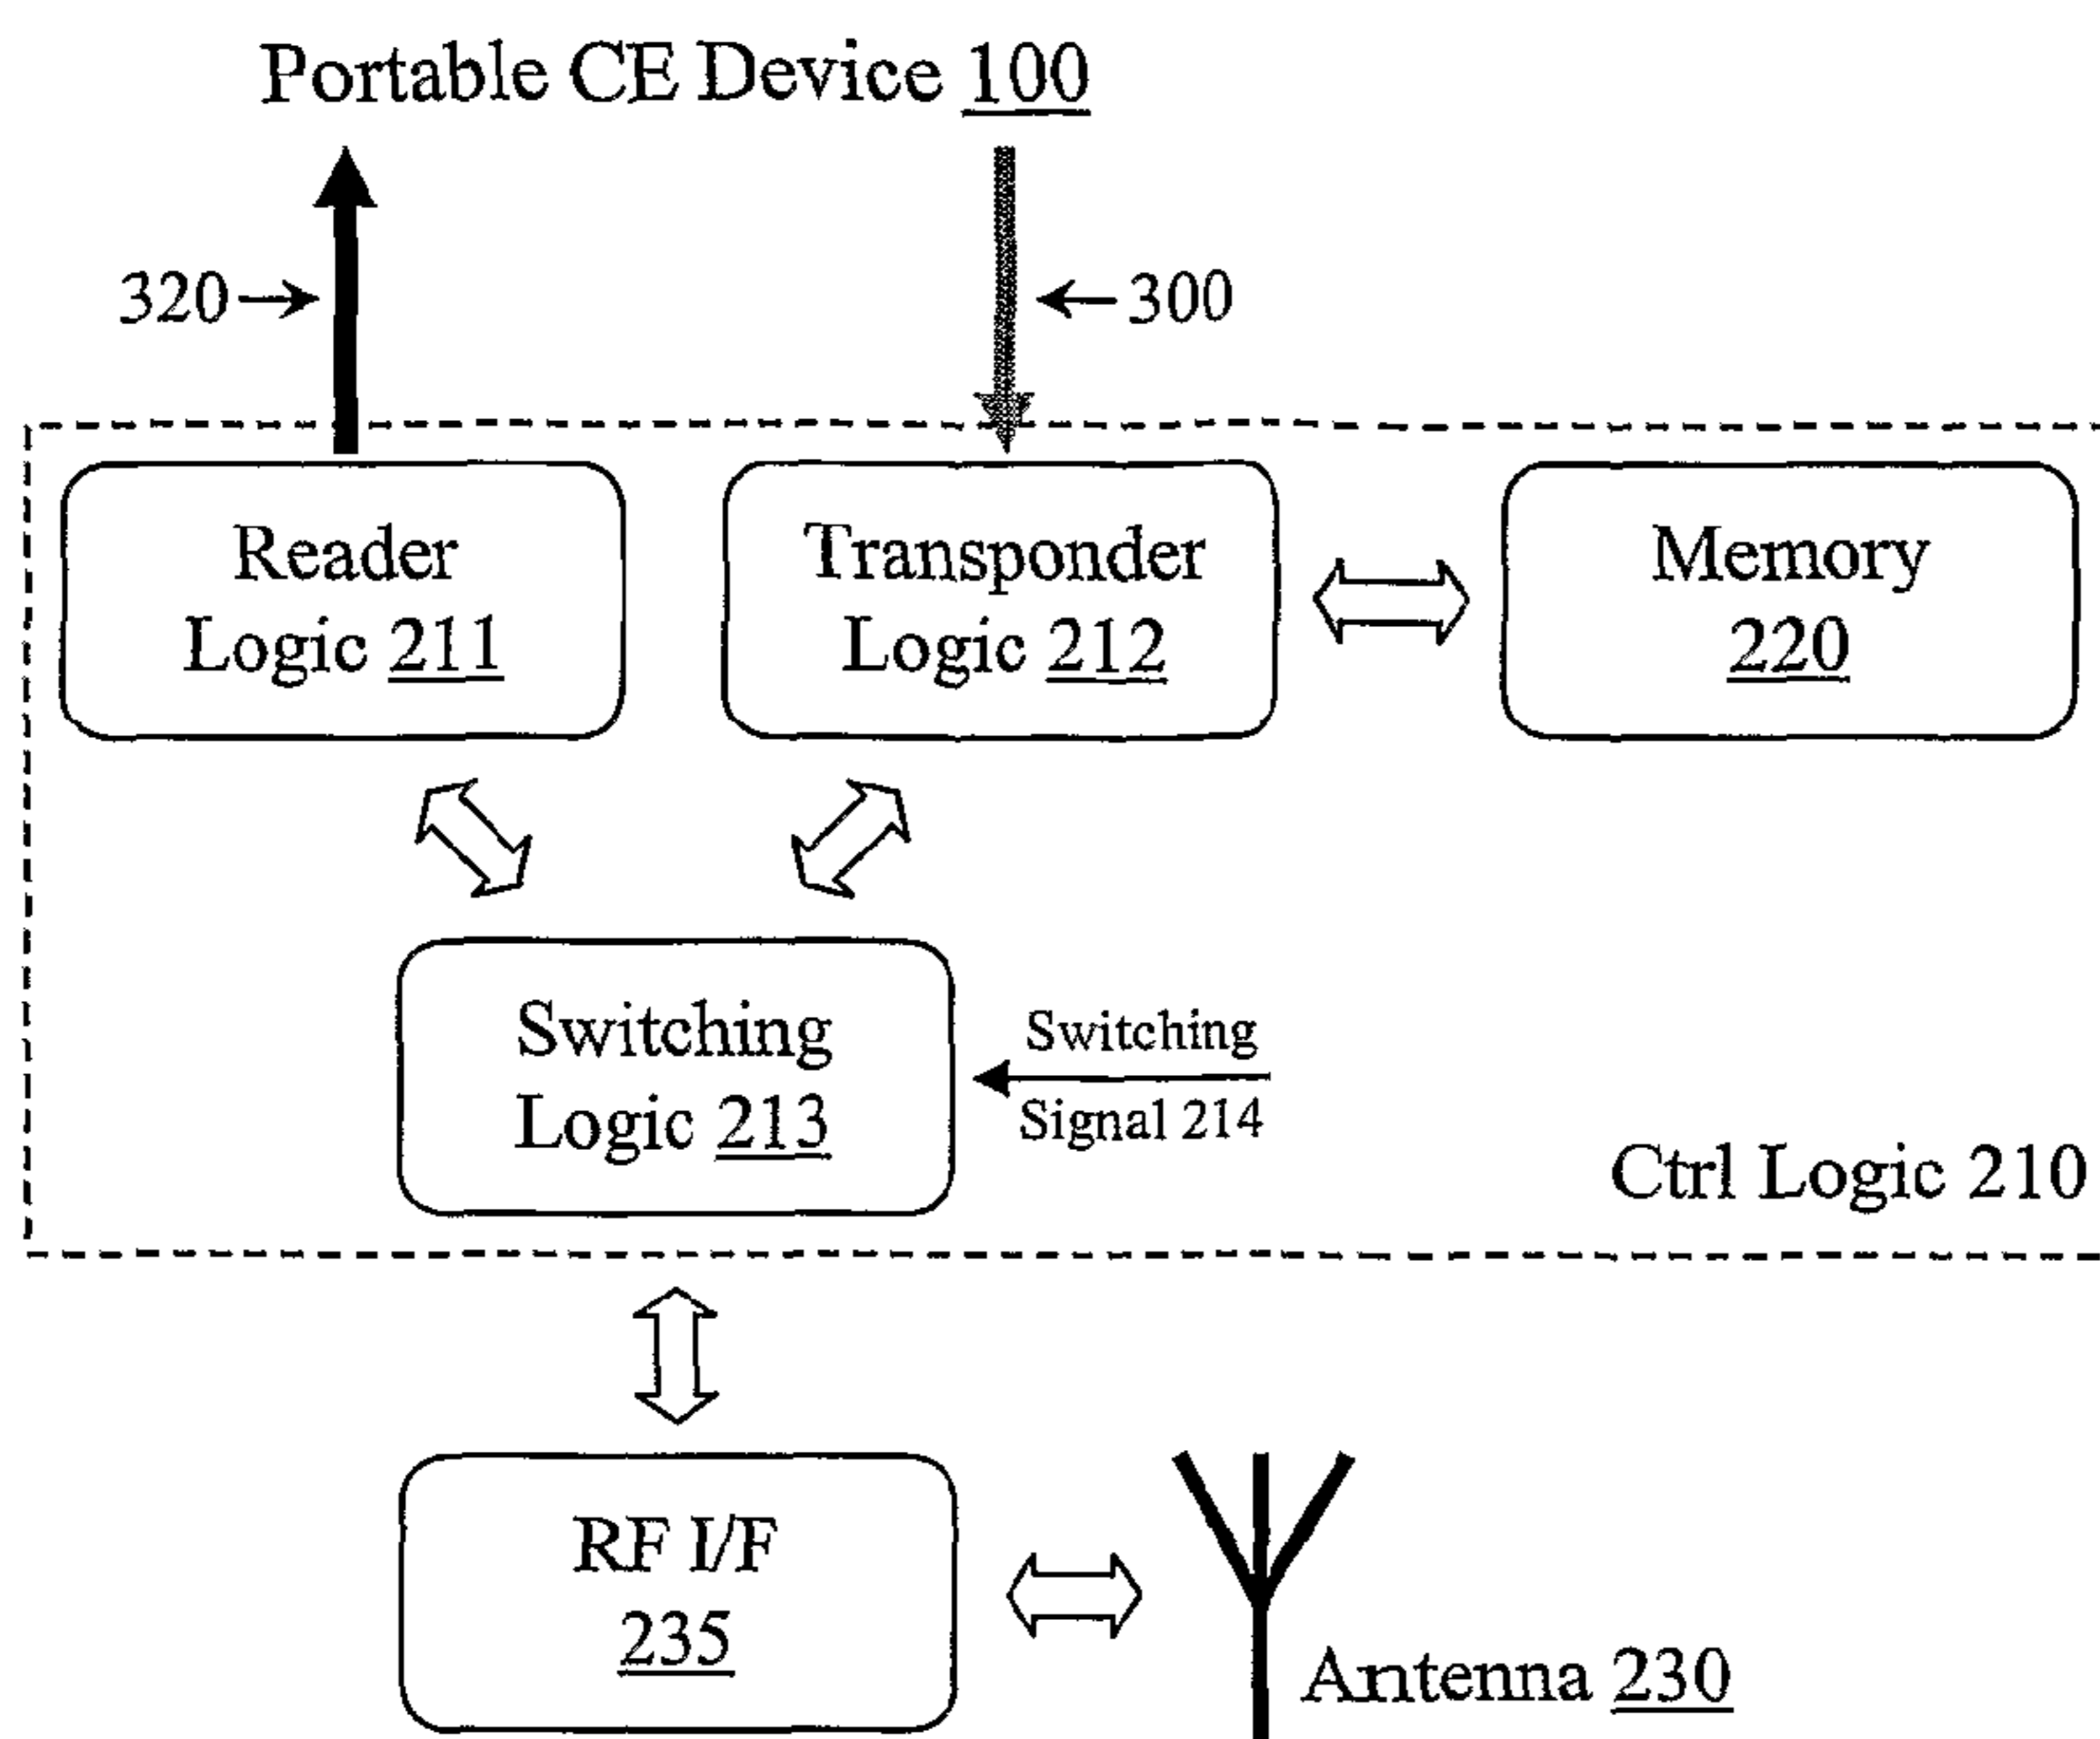 Portable CE Device 100
320
300
Reader
Logic 211
Transponder
Logic 212
Memory
220
Switching
Logic 213
Switching
Signal 214
Ctrl Logic 210
RF I/F
235
Antenna 230